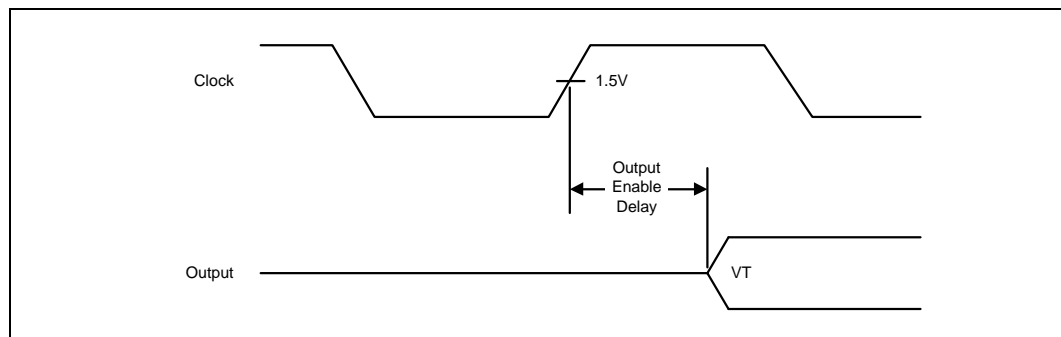 Clock
1.5V
Output
Enable
Delay
Output
VT